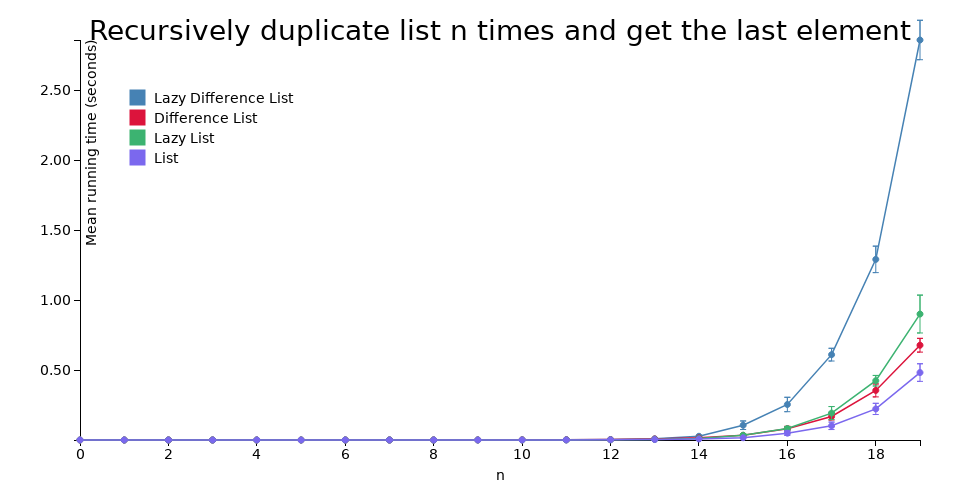 Recursively duplicate list n times and get the last element
Mean running time (seconds)
2.50
2.00
1.50
1.00
0.50
Lazy Difference List
Difference List
Lazy List
List
0 2 4 6 8 10 12 14 16 18
n